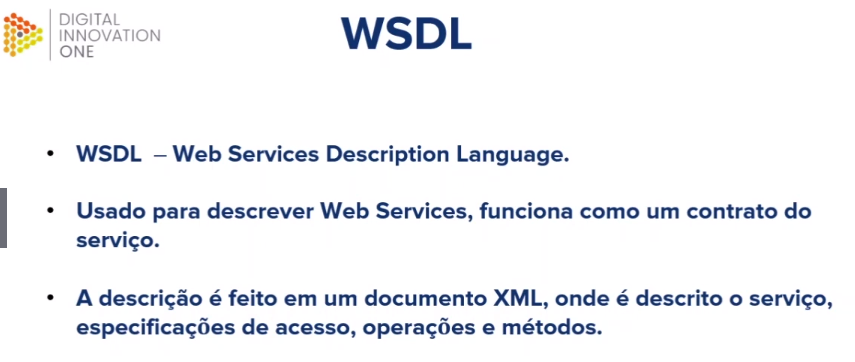 DIGITAL
INNOVATION
ONE
WSDL
• WSDL – Web Services Description Language.
• Usado para descrever Web Services, funciona como um contrato do
serviço.
• A descrição é feito em um documento XML, onde é descrito o serviço,
especificações de acesso, operações e métodos.